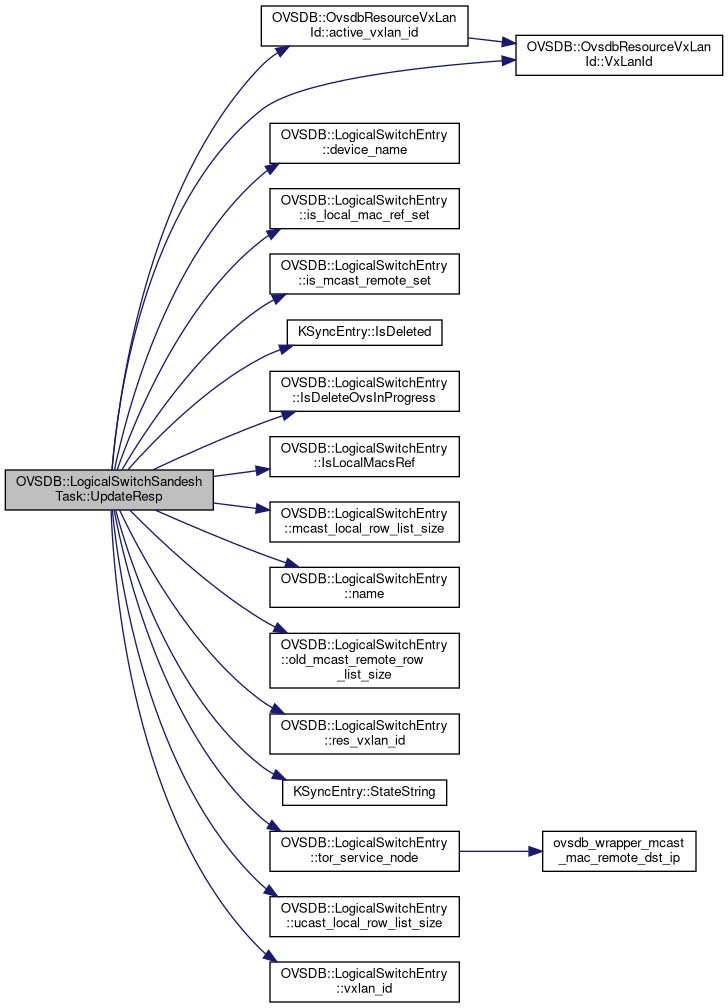 OVSDB::OvsdbResourceVxLan
Id::active_vxlan_id
OVSDB::OvsdbResourceVxLan
Id::VxLanId
OVSDB::LogicalSwitchEntry
::device_name
OVSDB::LogicalSwitchEntry
::is_local_mac_ref_set
OVSDB::LogicalSwitchEntry
::is_mcast_remote_set
KSyncEntry::IsDeleted
OVSDB::LogicalSwitchEntry
::IsDeleteOvsInProgress
OVSDB::LogicalSwitchEntry
::IsLocalMacsRef
OVSDB::LogicalSwitchSandesh
Task::UpdateResp
OVSDB::LogicalSwitchEntry
::mcast_local_row_list_size
OVSDB::LogicalSwitchEntry
::name
OVSDB::LogicalSwitchEntry
::old_mcast_remote_row
_list_size
OVSDB::LogicalSwitchEntry
::res_vxlan_id
KSyncEntry::StateString
OVSDB::LogicalSwitchEntry
::tor_service_node
ovsdb_wrapper_mcast
_mac_remote_dst_ip
OVSDB::LogicalSwitchEntry
::ucast_local_row_list_size
OVSDB::LogicalSwitchEntry
::vxlan_id